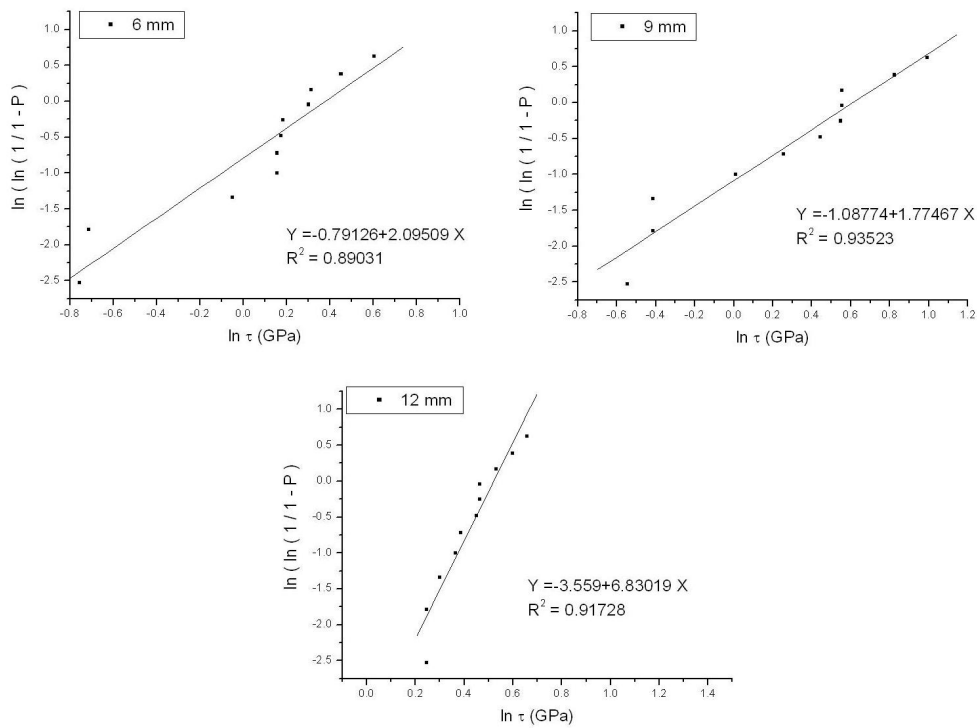 6 mm
ln ( ln ( 1 / 1 - P )
1.0
0.5
0.0
-0.5
-1.0
-1.5
-2.0
-2.5
Y =-0.79126+2.09509 X
R² = 0.89031
-0.8 -0.6 -0.4 -0.2 0.0 0.2 0.4 0.6 0.8 1.0
ln τ (GPa)
9 mm
ln ( ln ( 1 / 1 - P )
1.0
0.5
0.0
-0.5
-1.0
-1.5
-2.0
-2.5
Y =-1.08774+1.77467 X
R² = 0.93523
-0.8 -0.6 -0.4 -0.2 0.0 0.2 0.4 0.6 0.8 1.0 1.2
ln τ (GPa)
12 mm
ln ( ln ( 1 / 1 - P )
1.0
0.5
0.0
-0.5
-1.0
-1.5
-2.0
-2.5
Y =-3.559+6.83019 X
R² = 0.91728
0.0 0.2 0.4 0.6 0.8 1.0 1.2 1.4
ln τ (GPa)